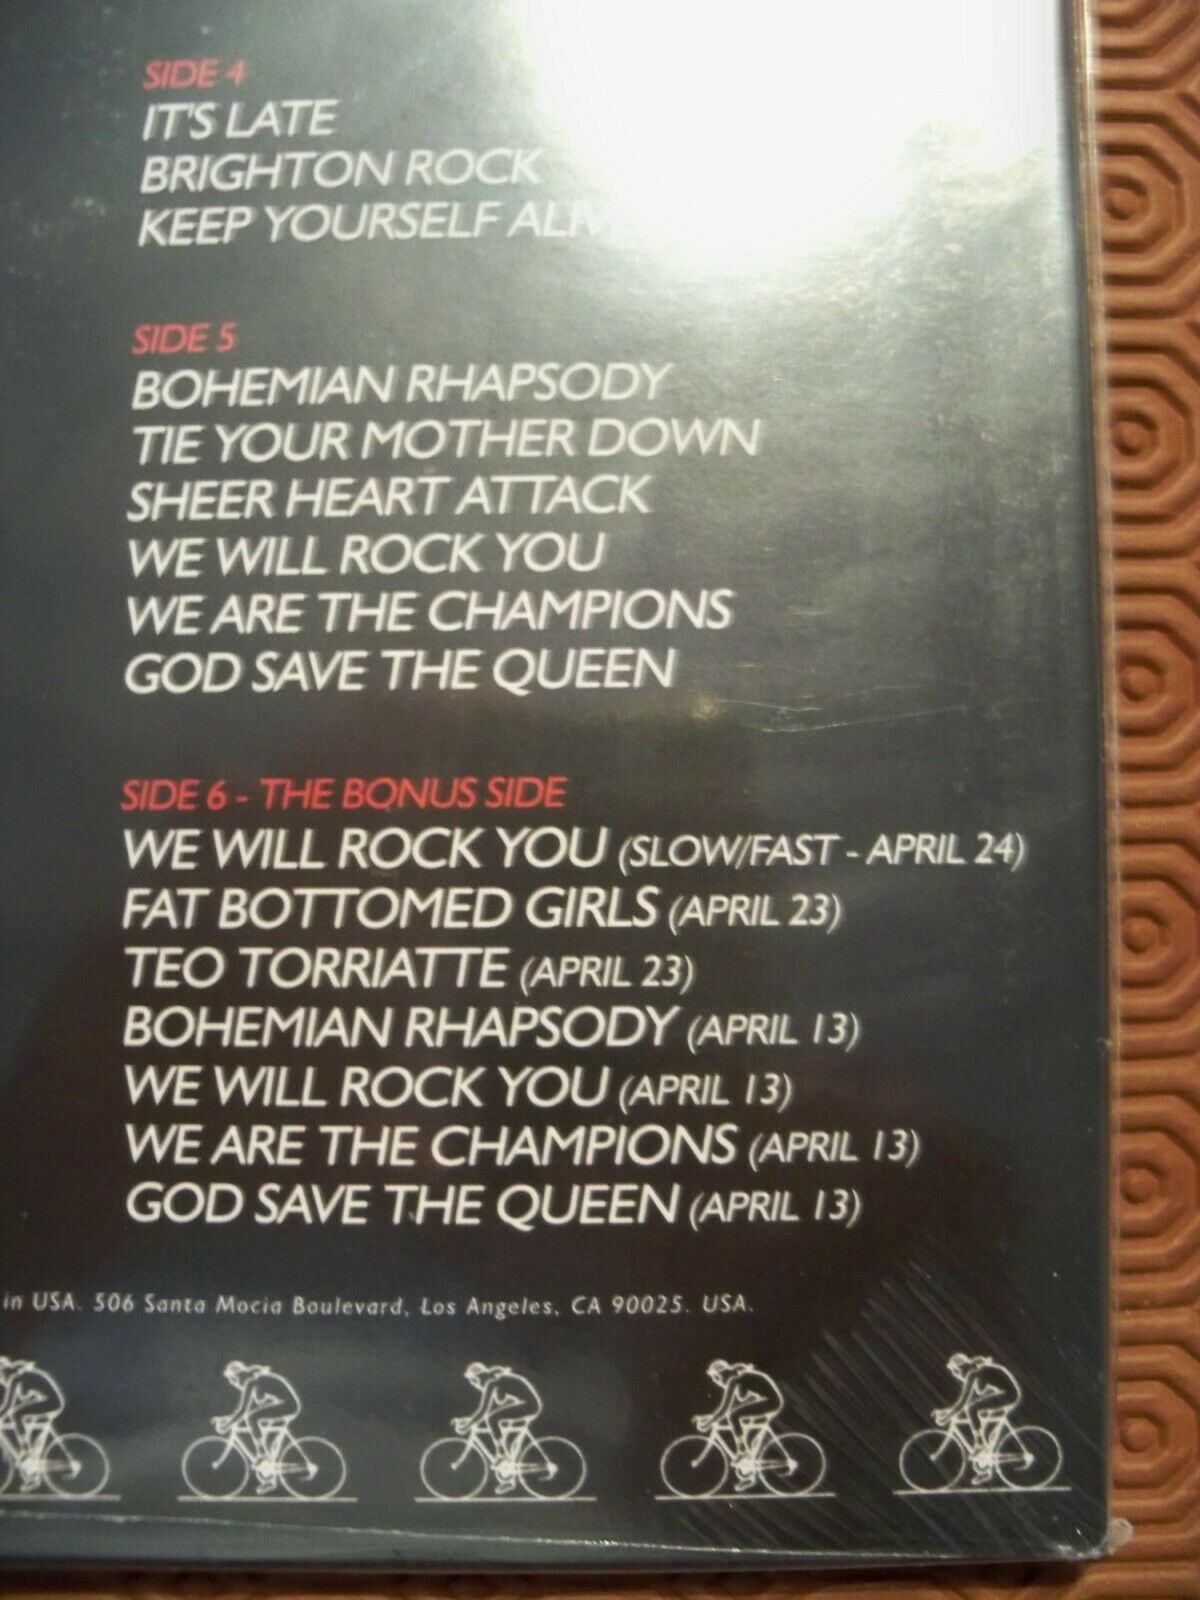 SIDE 4
IT'S LATE
BRIGHTON ROCK
KEEP YOURSELF
SIDE 5
BOHEMIAN RHAPSODY
TIE YOUR MOTHER DOWN
SHEER HEART ATTACK
WE WILL ROCK YOU
WE ARE THE CHAMPIONS
GOD SAVE THE QUEEN
SIDE 6 - THE BONUS SIDE
WE WILL ROCK YOU (SLOW/FAST - APRIL 24)
FAT BOTTOMED GIRLS (APRIL 23)
TEO TORRIATTE (APRIL 23)
BOHEMIAN RHAPSODY (APRIL 13)
WE WILL ROCK YOU (APRIL 13)
WE ARE THE CHAMPIONS (APRIL 13)
GOD SAVE THE QUEEN (APRIL 13)
in USA. 506 Santa Mocia Boulevard, Los Angeles, CA 90025. USA.